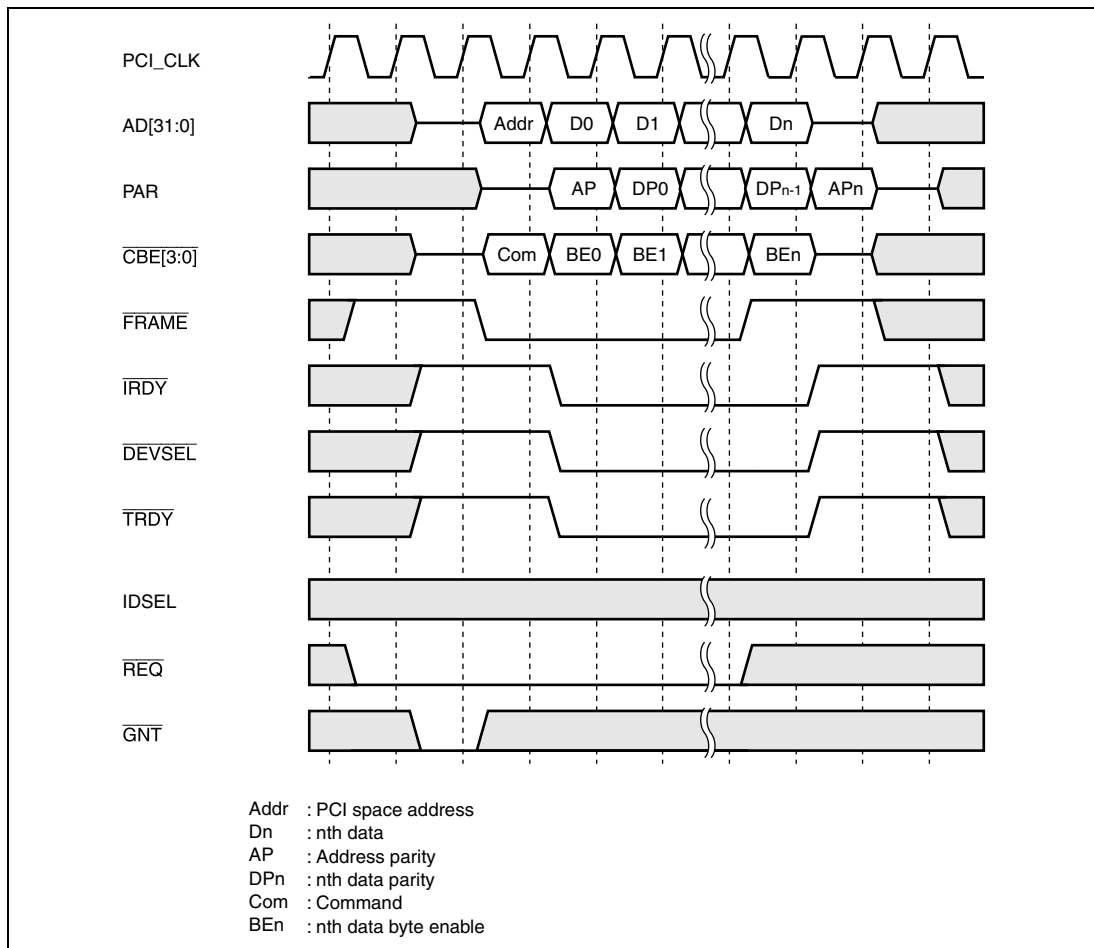 PCI_CLK
AD[31:0] Addr D0 D1 Dn
PAR AP DP0 DPn-1 APn
CBE[3:0] Com BE0 BE1 BEn
FRAME
IRDY
DEVSEL
TRDY
IDSEL
REQ
GNT
Addr : PCI space address
Dn : nth data
AP : Address parity
DPn : nth data parity
Com : Command
BEn : nth data byte enable